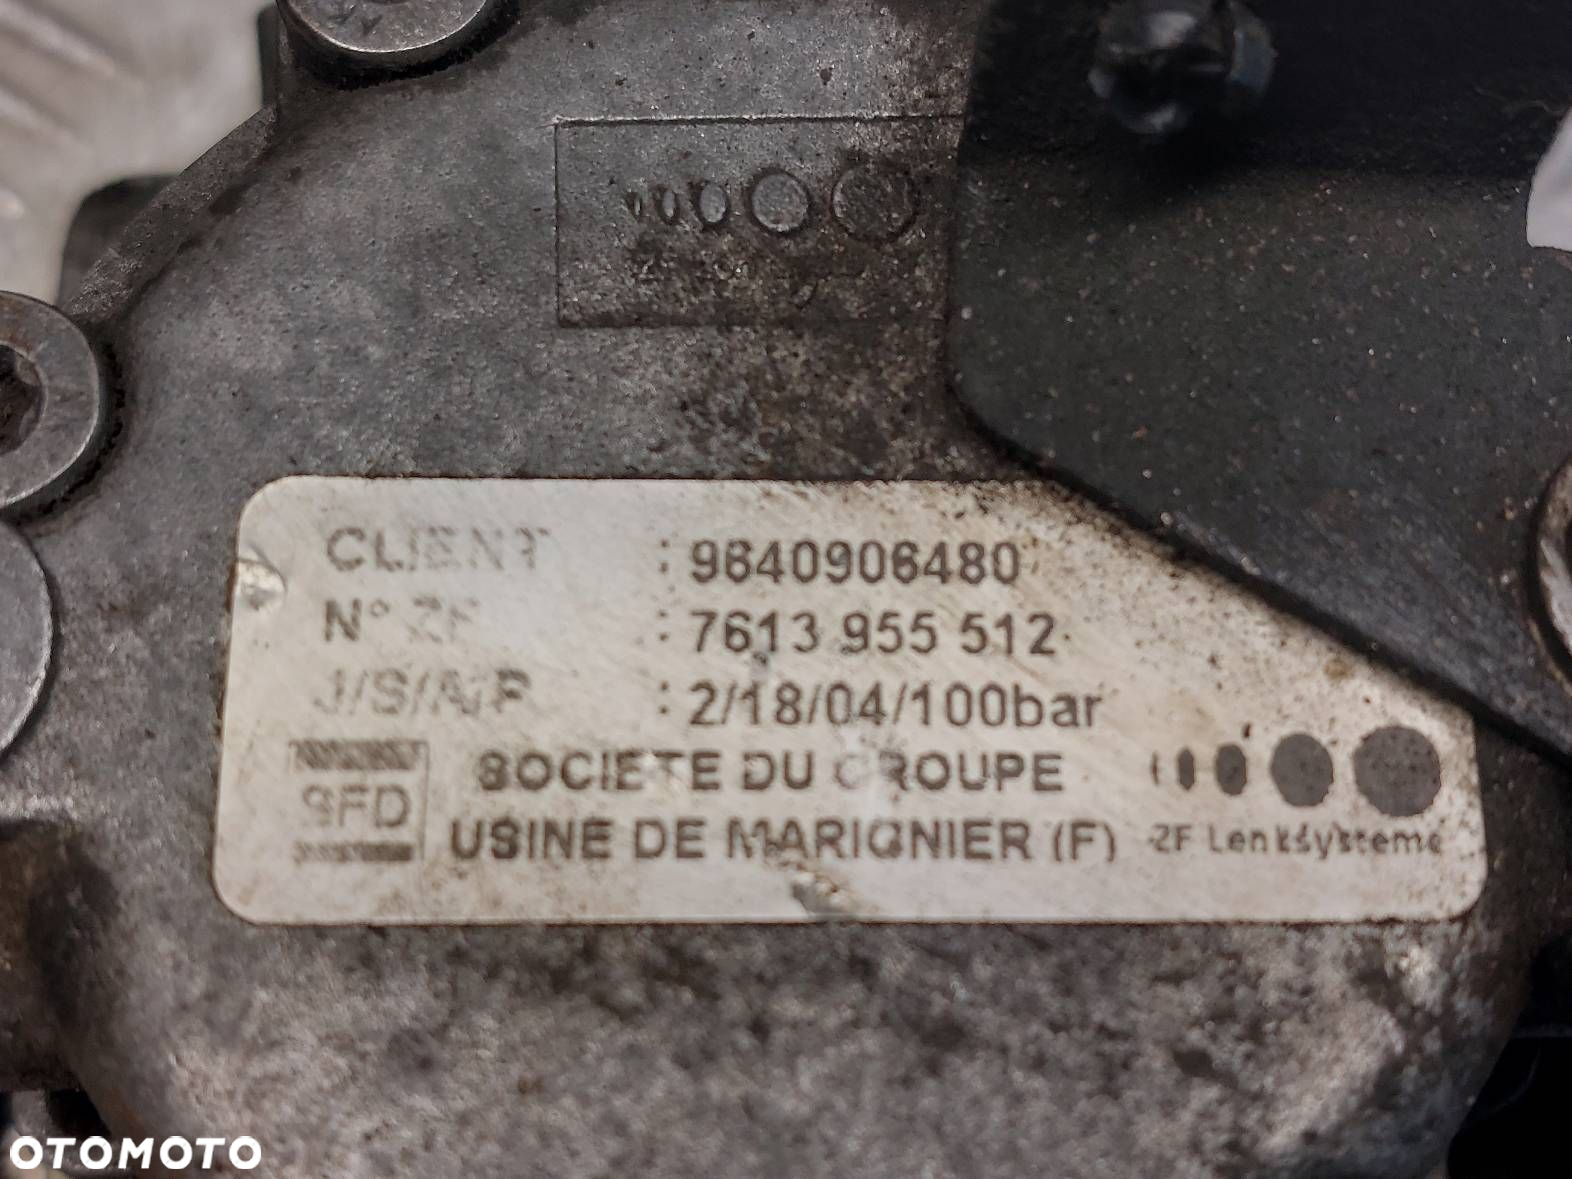 CLIENT : 9640906480
N° ZF : 7613 955 512
J/S/A/P : 2/18/04/100bar
SFD
SOCIETE DU GROUPE
USINE DE MARIGNIER (F)
ZF Lenksysteme
OTOMOTO